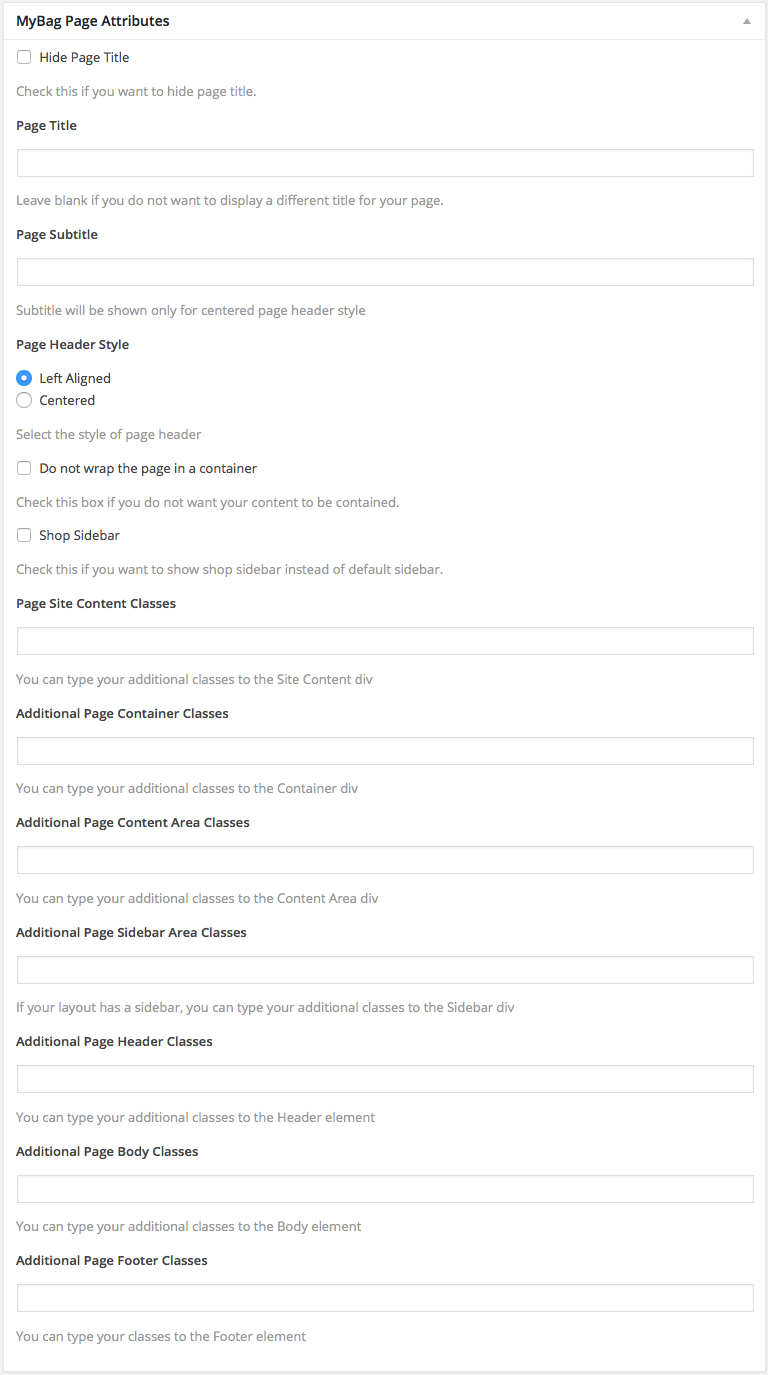 MyBag Page Attributes
Hide Page Title
Check this if you want to hide page title.
Page Title
Leave blank if you do not want to display a different title for your page.
Page Subtitle
Subtitle will be shown only for centered page header style
Page Header Style
Left Aligned
Centered
Select the style of page header
Do not wrap the page in a container
Check this box if you do not want your content to be contained.
Shop Sidebar
Check this if you want to show shop sidebar instead of default sidebar.
Page Site Content Classes
You can type your additional classes to the Site Content div
Additional Page Container Classes
You can type your additional classes to the Container div
Additional Page Content Area Classes
You can type your additional classes to the Content Area div
Additional Page Sidebar Area Classes
If your layout has a sidebar, you can type your additional classes to the Sidebar div
Additional Page Header Classes
You can type your additional classes to the Header element
Additional Page Body Classes
You can type your additional classes to the Body element
Additional Page Footer Classes
You can type your classes to the Footer element